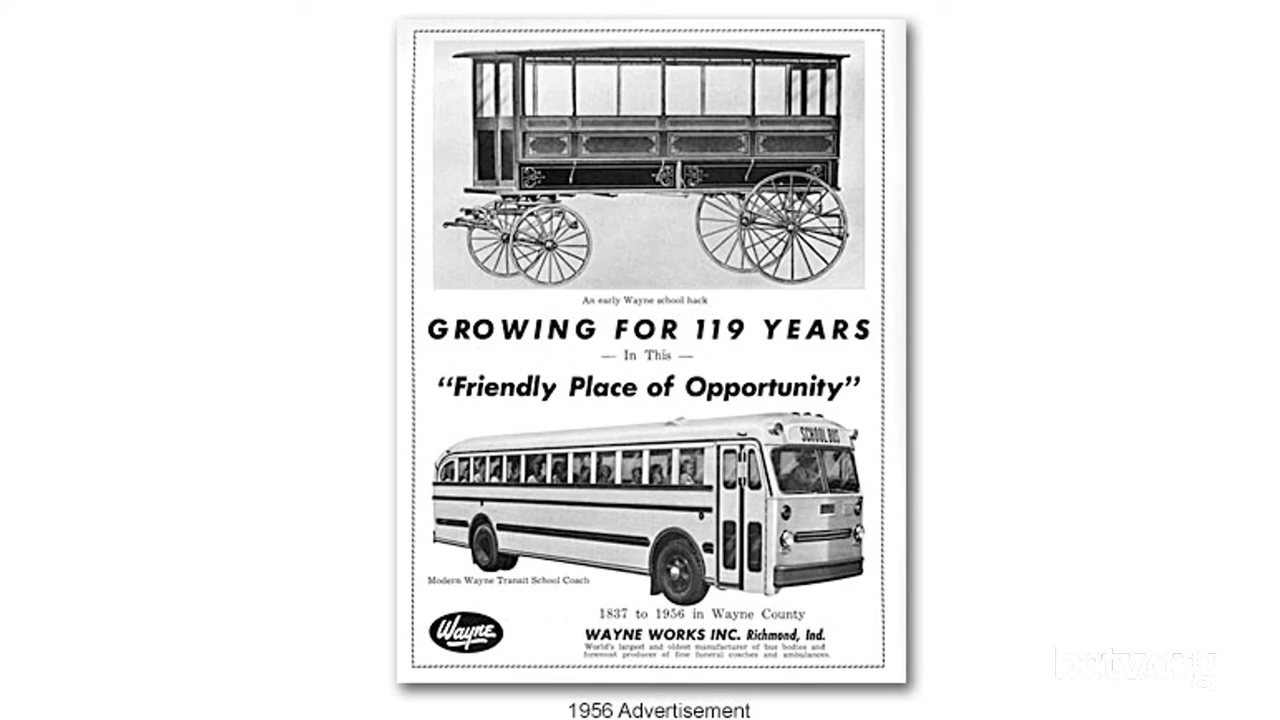 An early Wayne school hack
GROWING FOR 119 YEARS
— In This —
“Friendly Place of Opportunity”
SCHOOL BUS
Modern Wayne Transit School Coach
1837 to 1956 in Wayne County
Wayne
WAYNE WORKS INC. Richmond, Ind.
World's largest and oldest manufacturer of bus bodies and
foremost producer of fine funeral coaches and ambulances.
bctv.org
1956 Advertisement